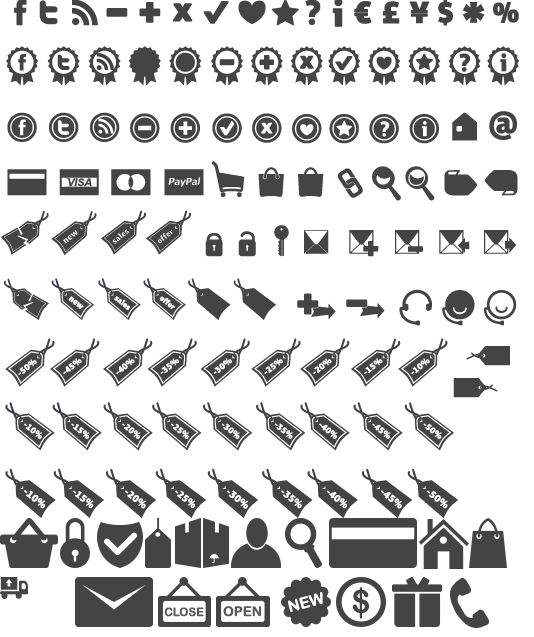 f t + x ? i € £ ¥ $ * %
f t + x ? i
f t + x ? i @
VISA PayPal
new sales offer
new sales offer
-50% -45% -40% -35% -30% -25% -20% -15% -10%
-10% -15% -20% -25% -30% -35% -40% -45% -50%
-10% -15% -20% -25% -30% -35% -40% -45% -50%
CLOSE OPEN NEW $